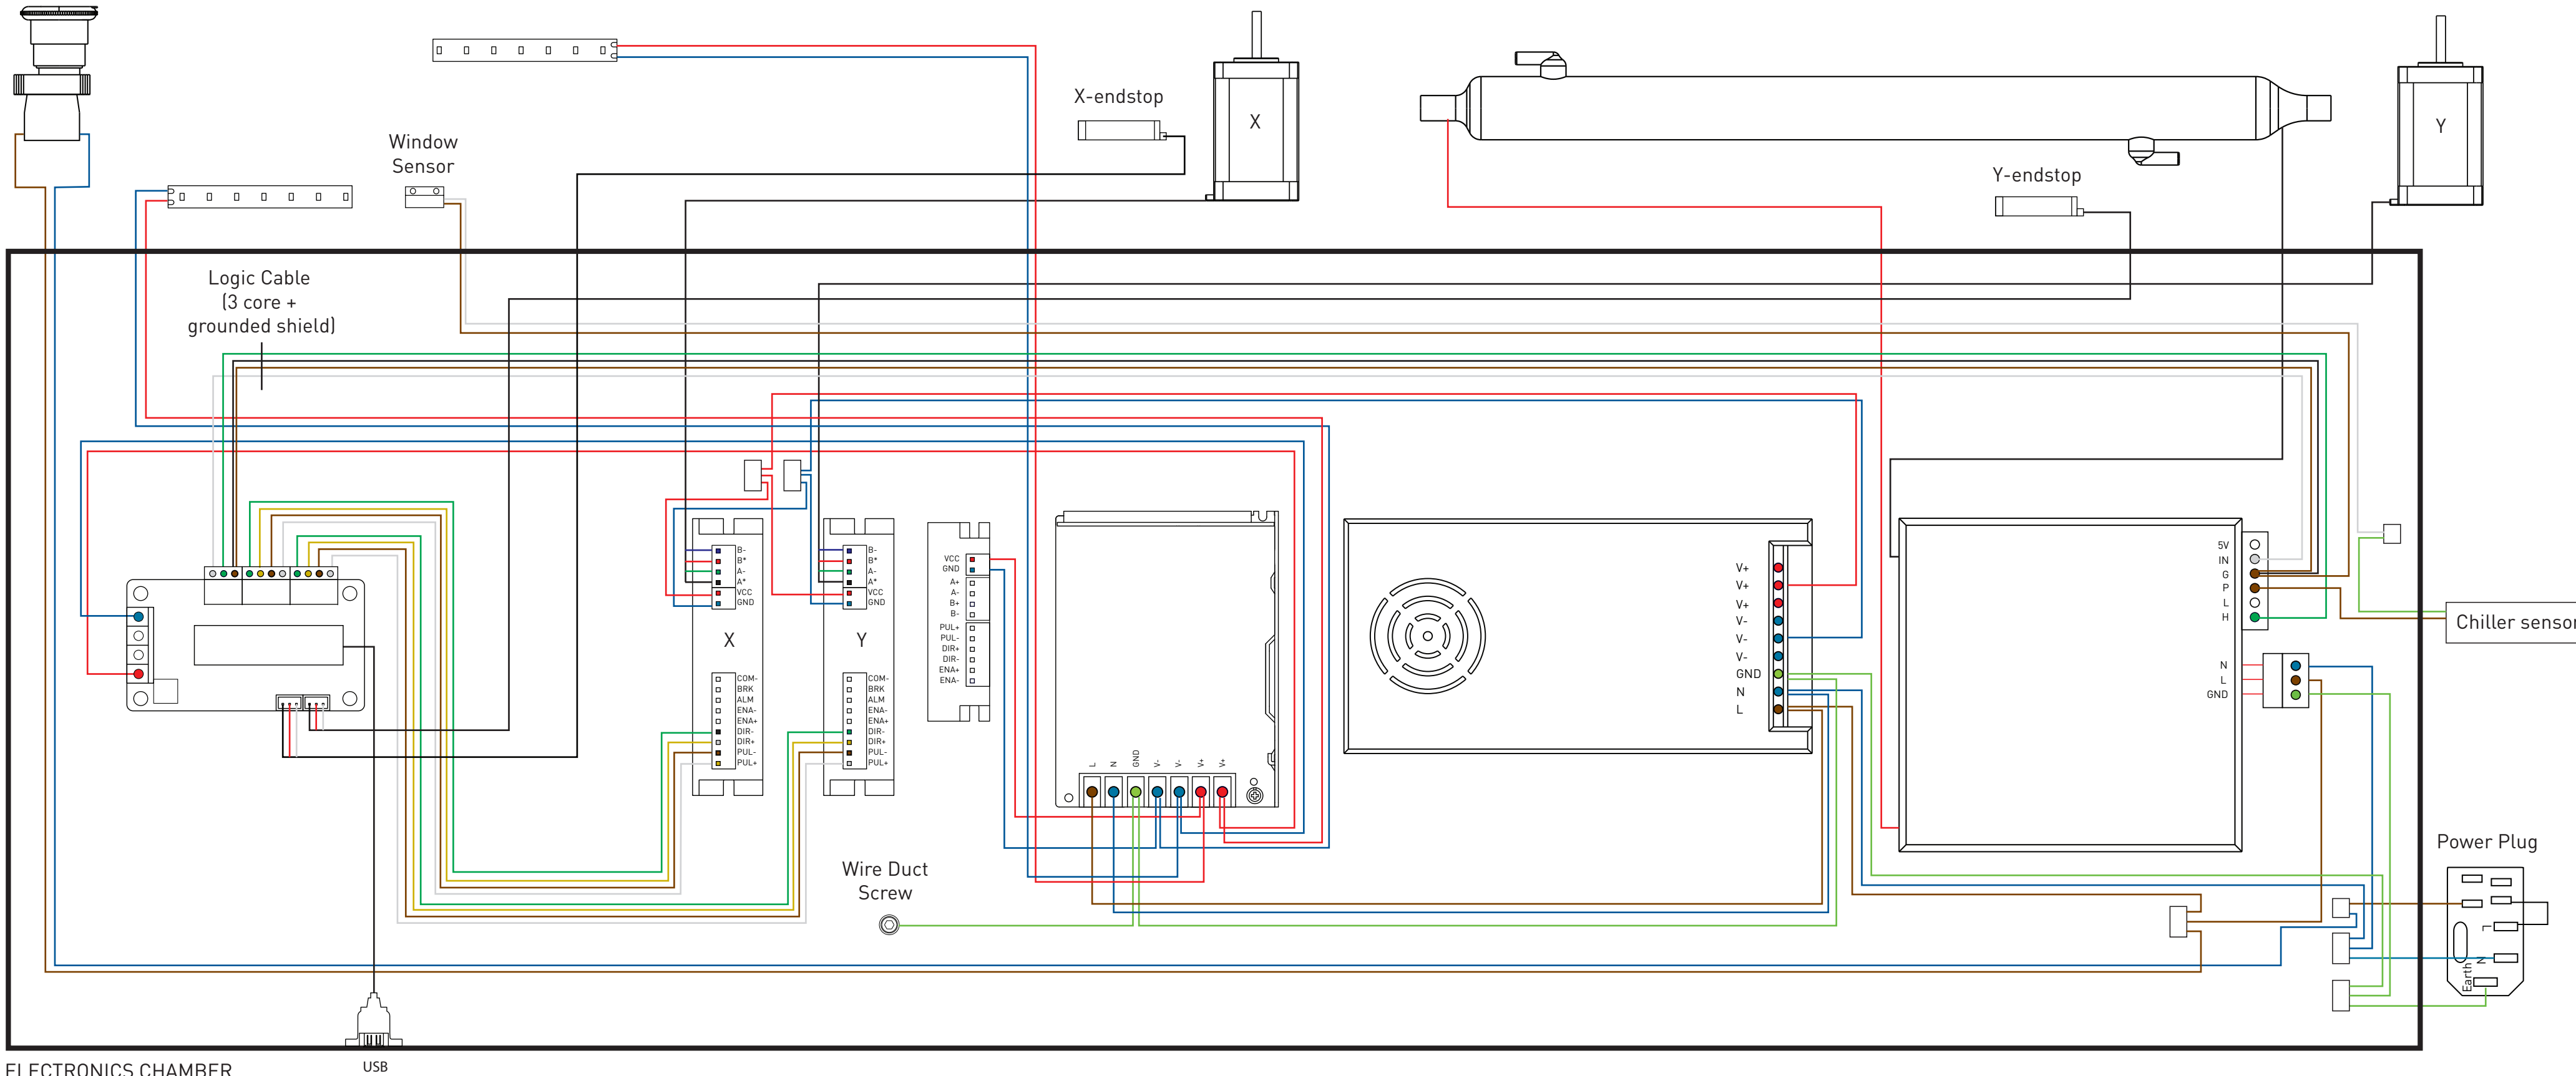 X-endstop
X
Y
Window
Sensor
Y-endstop
Logic Cable
(3 core +
grounded shield)
B-
B*
A-
A*
VCC
GND
X
COM-
BRK
ALM
ENA-
ENA+
DIR-
DIR+
PUL-
PUL+
B-
B*
A-
A*
VCC
GND
Y
COM-
BRK
ALM
ENA-
ENA+
DIR-
DIR+
PUL-
PUL+
VCC
GND
A+
A-
B+
B-
PUL+
PUL-
DIR+
DIR-
ENA+
ENA-
L
N
GND
V-
V-
V+
V+
V+
V+
V+
V-
V-
V-
GND
N
L
5V
IN
G
P
L
H
N
L
GND
Chiller sensor
Wire Duct
Screw
Power Plug
L
N
Earth
USB
ELECTRONICS CHAMBER